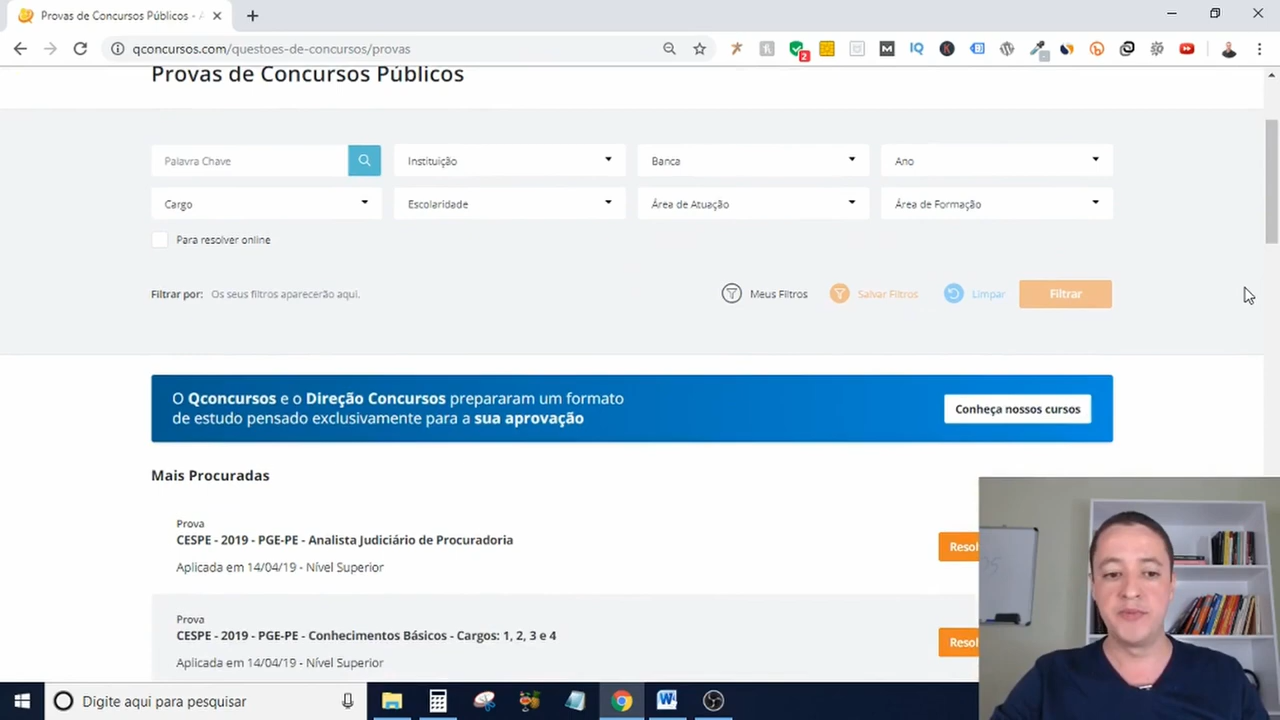 Provas de Concursos Públicos - A
qconcursos.com/questoes-de-concursos/provas
2
Provas de Concursos Públicos
Palavra Chave
Instituição
Banca
Ano
Cargo
Escolaridade
Área de Atuação
Área de Formação
Para resolver online
Filtrar por: Os seus filtros aparecerão aqui.
Meus Filtros
Salvar Filtros
Limpar
Filtrar
O Qconcursos e o Direção Concursos prepararam um formato
de estudo pensado exclusivamente para a sua aprovação
Conheça nossos cursos
Mais Procuradas
Prova
CESPE - 2019 - PGE-PE - Analista Judiciário de Procuradoria
Aplicada em 14/04/19 - Nível Superior
Resol
Prova
CESPE - 2019 - PGE-PE - Conhecimentos Básicos - Cargos: 1, 2, 3 e 4
Aplicada em 14/04/19 - Nível Superior
Resol
Digite aqui para pesquisar